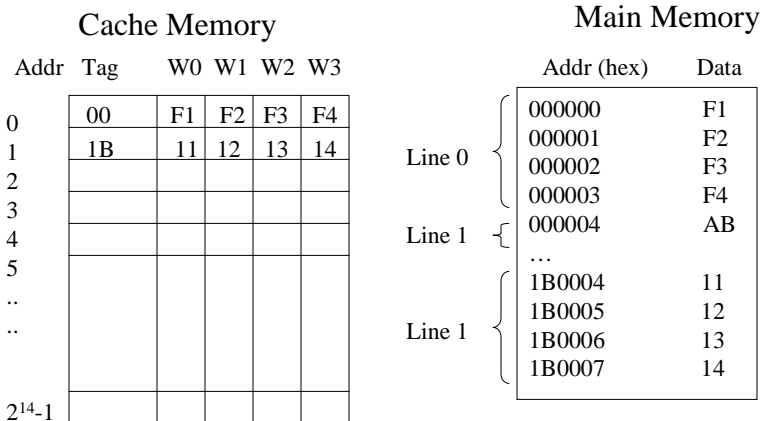 Cache Memory
Addr Tag W0 W1 W2 W3
0 00 F1 F2 F3 F4
1 1B 11 12 13 14
2
3
4
5
..
..
2¹⁴-1
Main Memory
Addr (hex) Data
000000 F1
000001 F2
Line 0
000002 F3
000003 F4
Line 1 000004 AB
…
1B0004 11
1B0005 12
Line 1
1B0006 13
1B0007 14